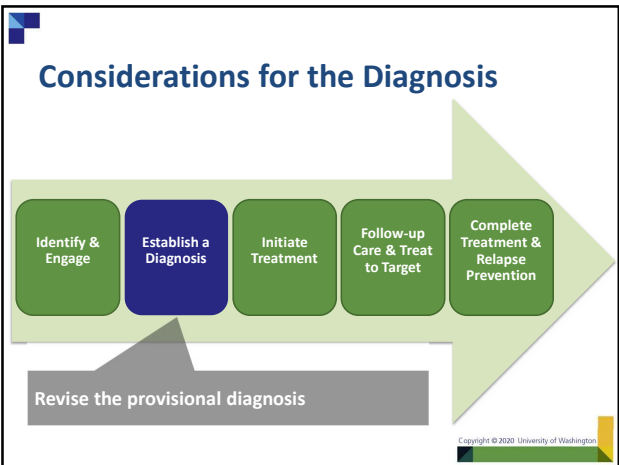 Considerations for the Diagnosis
Identify &
Engage
Establish a
Diagnosis
Initiate
Treatment
Follow-up
Care & Treat
to Target
Complete
Treatment &
Relapse
Prevention
Revise the provisional diagnosis
Copyright © 2020 University of Washington